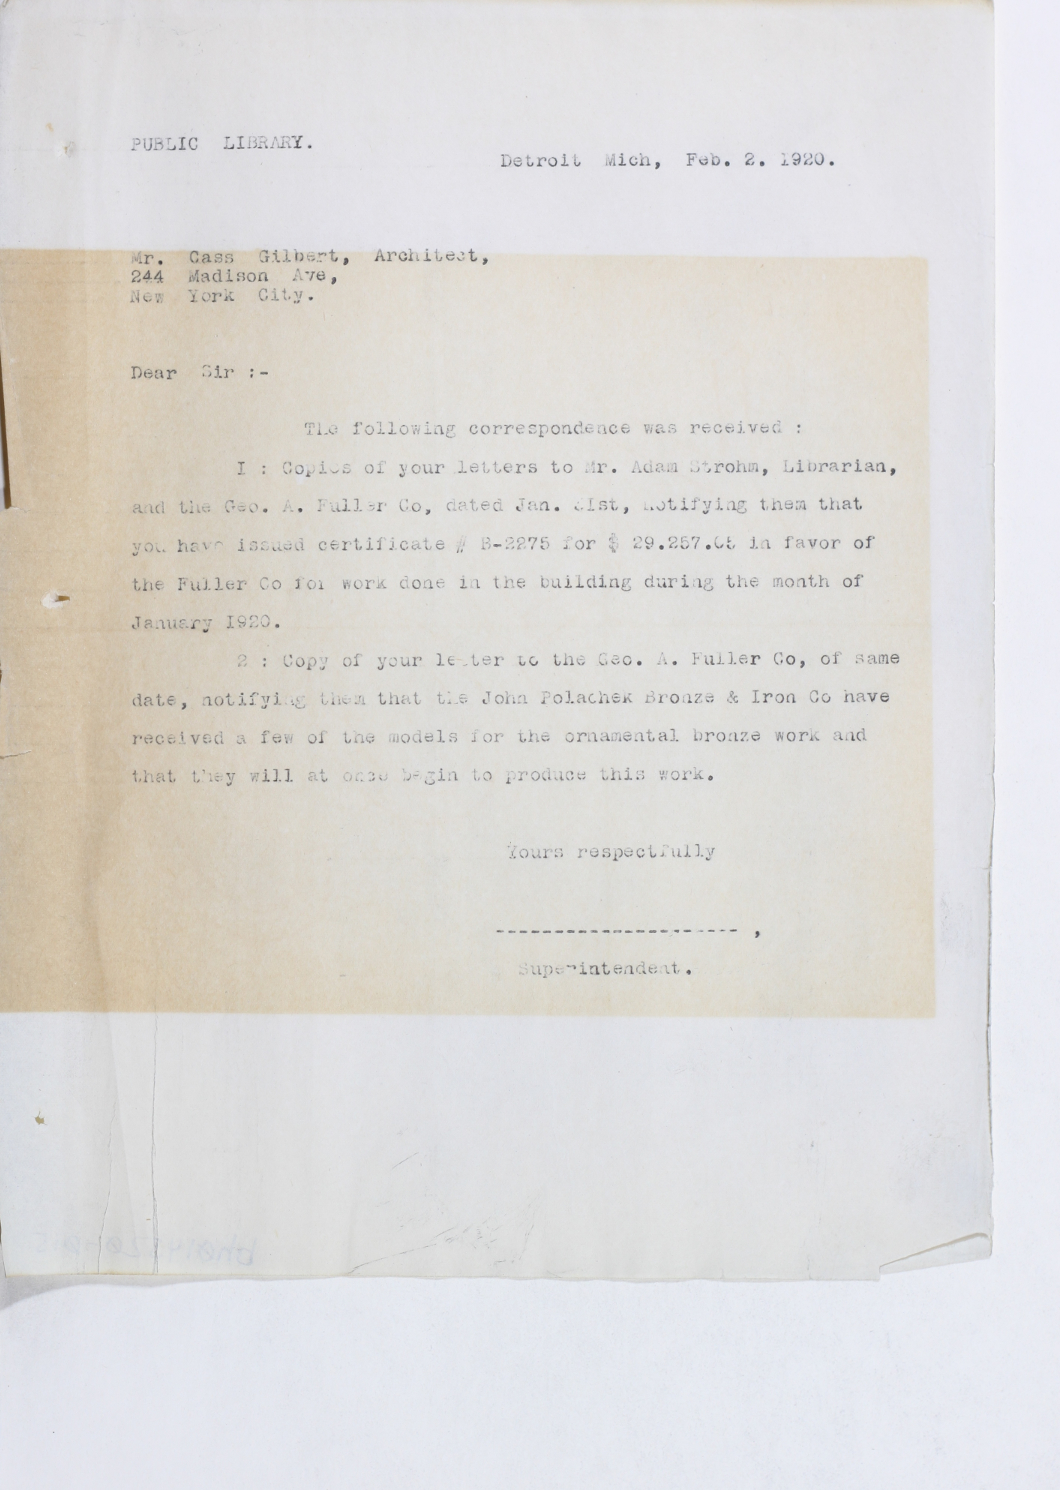 PUBLIC LIBRARY.
Detroit Mich, Feb. 2. 1920.
Mr. Cass Gilbert, Architect,
244 Madison Ave,
New York City.
Dear Sir :-
The following correspondence was received :
I : Copies of your letters to Mr. Adam Strohm, Librarian,
and the Geo. A. Fuller Co, dated Jan. 31st, notifying them that
you have issued certificate # B-2275 for $ 29.257.65 in favor of
the Fuller Co for work done in the building during the month of
January 1920.
2 : Copy of your letter to the Geo. A. Fuller Co, of same
date, notifying them that the John Polachek Bronze & Iron Co have
received a few of the models for the ornamental bronze work and
that they will at once begin to produce this work.
Yours respectfully
--------------------- ,
Superintendent.